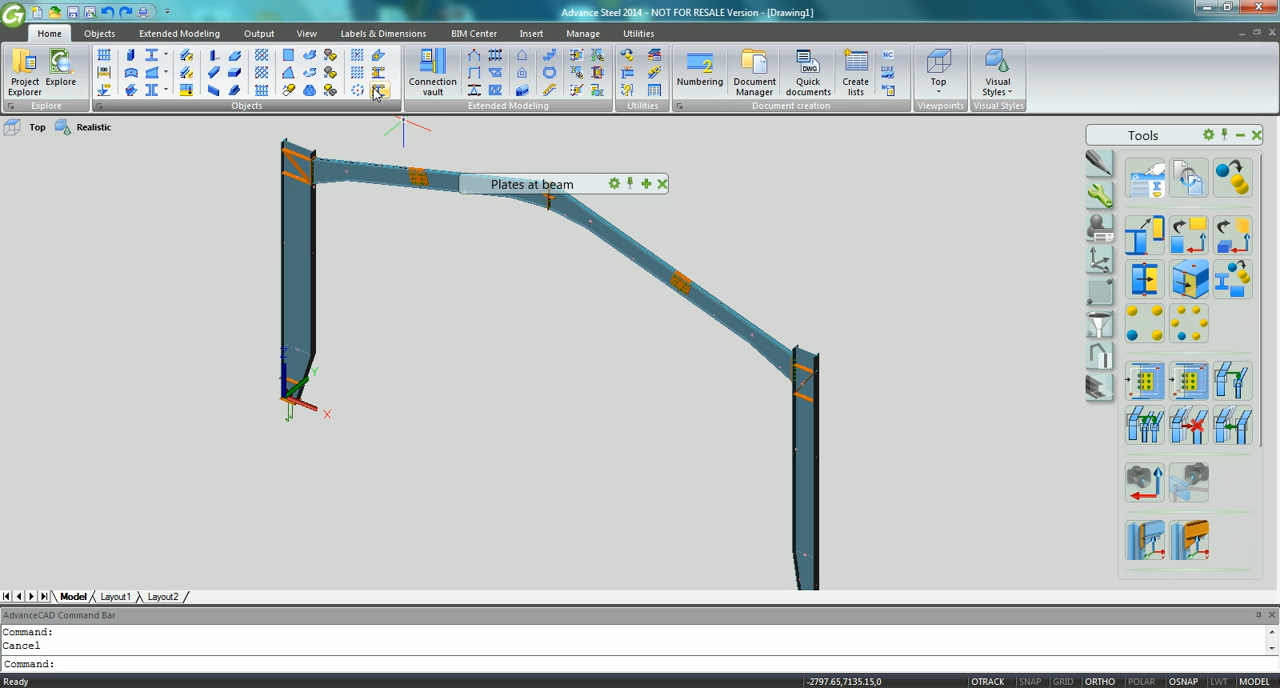 Advance Steel 2014 - NOT FOR RESALE Version - [Drawing1]
Home Objects Extended Modeling Output View Labels & Dimensions BIM Center Insert Manage Utilities
Project Explorer
Explore
Connection vault
Numbering
Document Manager
Quick documents
Create lists
Top
Visual Styles
Explore Objects Extended Modeling Utilities Document creation Viewpoints Visual Styles
Top Realistic
Tools
Plates at beam
Z
Y
X
Model Layout1 Layout2
AdvanceCAD Command Bar
Command:
Cancel
Command:
Ready -2797.65,7135.15,0 OTRACK SNAP GRID ORTHO POLAR OSNAP LWT MODEL